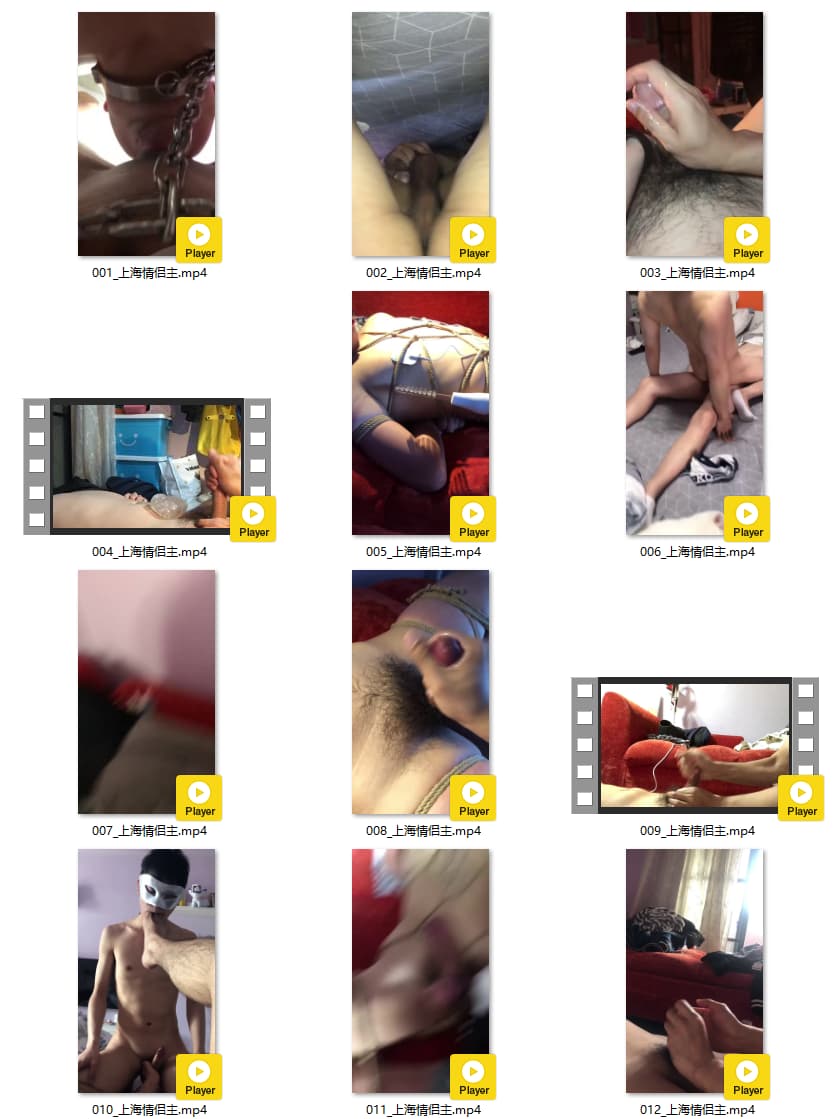 Player
001_上海情侣主.mp4
Player
002_上海情侣主.mp4
Player
003_上海情侣主.mp4
Player
004_上海情侣主.mp4
Player
005_上海情侣主.mp4
Player
006_上海情侣主.mp4
Player
007_上海情侣主.mp4
Player
008_上海情侣主.mp4
Player
009_上海情侣主.mp4
Player
010_上海情侣主.mp4
Player
011_上海情侣主.mp4
Player
012_上海情侣主.mp4